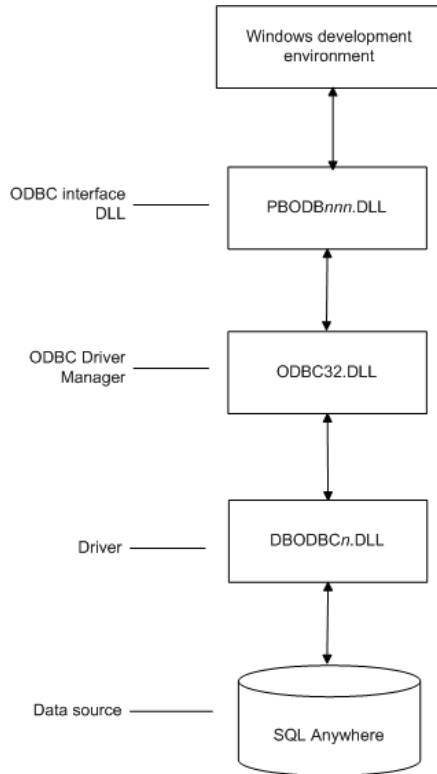 Windows development
environment
ODBC interface
DLL
PBODBnnn.DLL
ODBC Driver
Manager
ODBC32.DLL
Driver
DBODBCn.DLL
Data source
SQL Anywhere